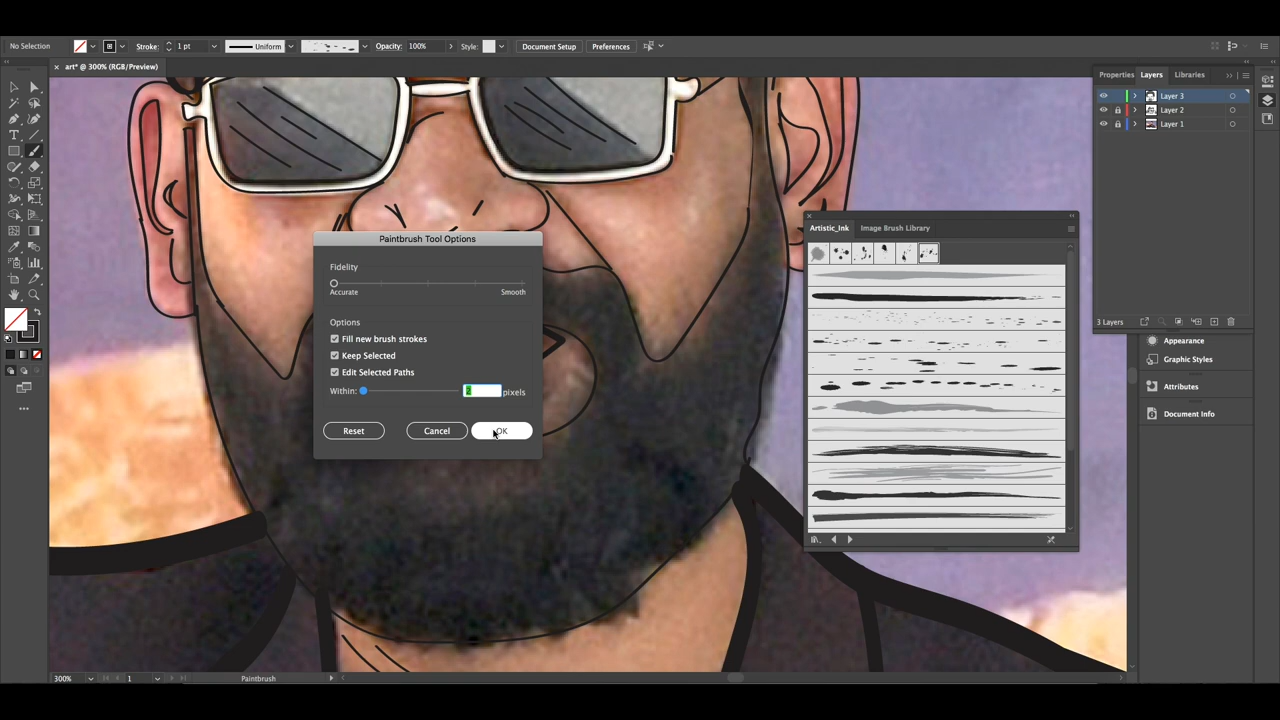 No Selection Stroke: 1 pt Uniform Opacity: 100% Style: Document Setup Preferences
× art* @ 300% (RGB/Preview)
Properties Layers Libraries
Layer 3
Layer 2
Layer 1
Artistic_Ink Image Brush Library
Paintbrush Tool Options
Fidelity
Accurate Smooth
Options
Fill new brush strokes
Keep Selected
Edit Selected Paths
Within: 2 pixels
Reset Cancel OK
3 Layers
Appearance
Graphic Styles
Attributes
Document Info
300% 1 Paintbrush